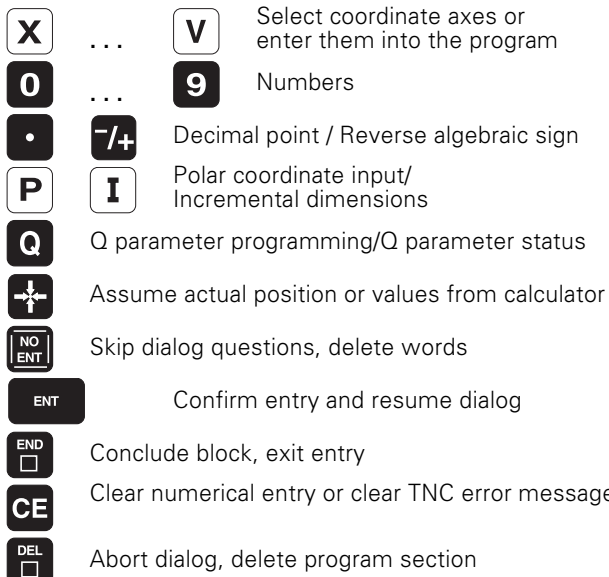 X ... V Select coordinate axes or
enter them into the program
0 ... 9 Numbers
. -/+ Decimal point / Reverse algebraic sign
P I Polar coordinate input/
Incremental dimensions
Q Q parameter programming/Q parameter status
Assume actual position or values from calculator
NO
ENT Skip dialog questions, delete words
ENT Confirm entry and resume dialog
END Conclude block, exit entry
CE Clear numerical entry or clear TNC error message
DEL Abort dialog, delete program section